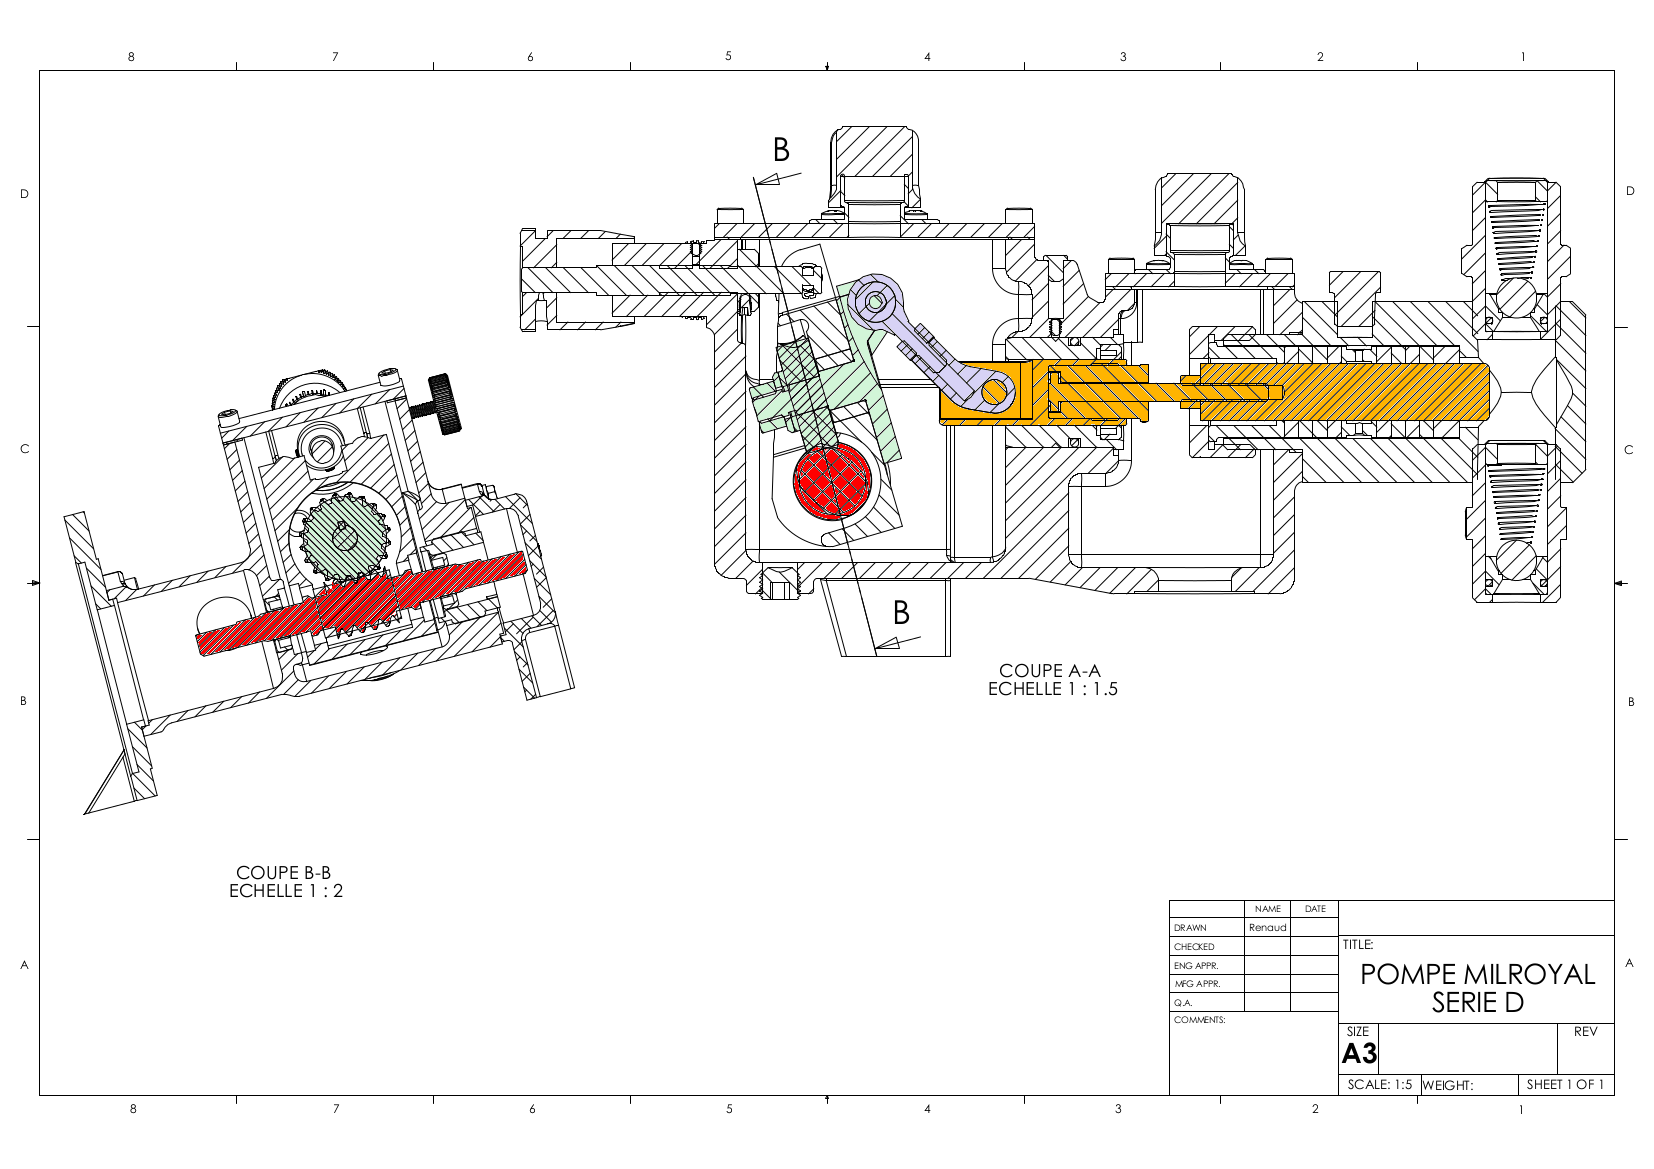 8 7 6 5 4 3 2 1
D
D
B
C
C
B
COUPE A-A
ECHELLE 1 : 1.5
B
B
COUPE B-B
ECHELLE 1 : 2
A
A
NAME DATE
DRAWN Renaud
CHECKED
ENG APPR.
MFG APPR.
Q.A.
COMMENTS:
TITLE:
POMPE MILROYAL
SERIE D
SIZE
A3
REV
SCALE: 1:5 WEIGHT: SHEET 1 OF 1
8 7 6 5 4 3 2 1